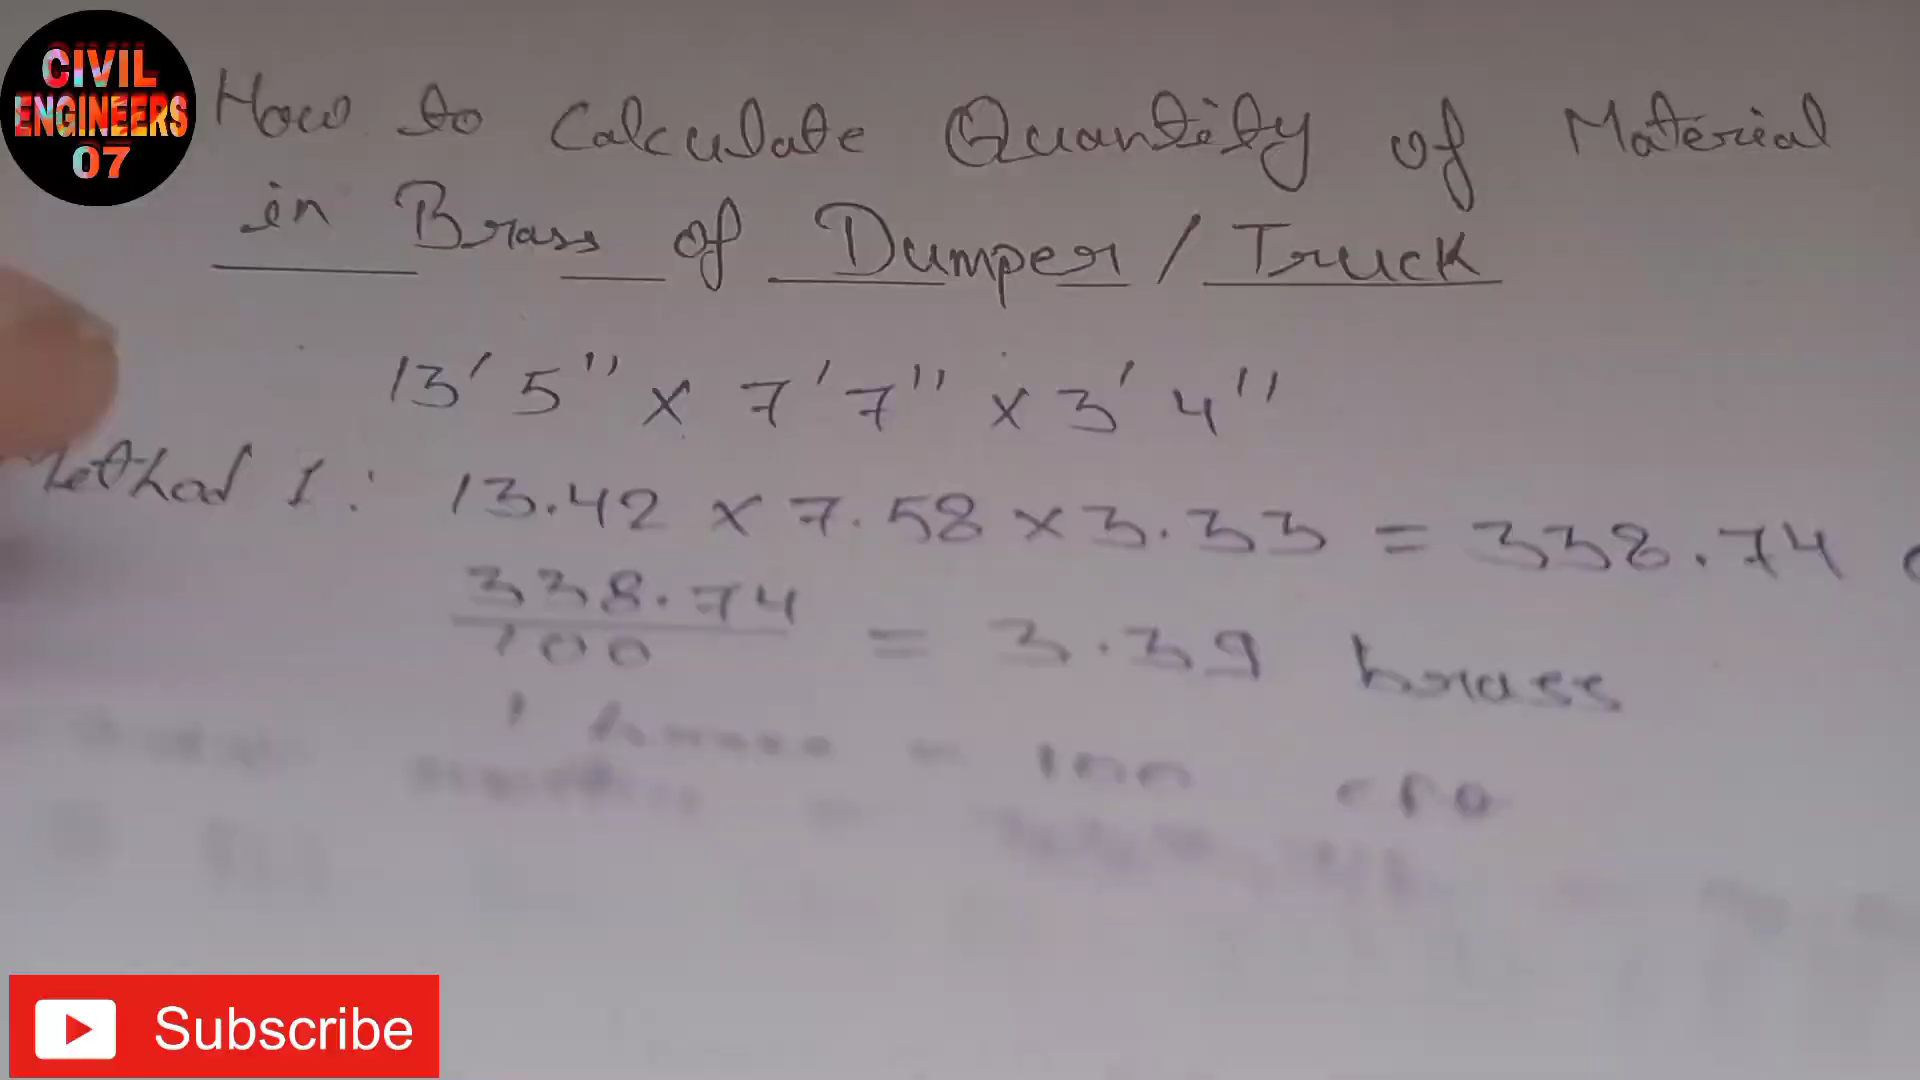 CIVIL
ENGINEERS
07
How to Calculate Quantity of Material
in Brass of Dumper / Truck
13' 5" x 7' 7" x 3' 4"
Method 1: 13.42 x 7.58 x 3.33 = 338.74
338.74
100
= 3.39 brass
1 brass = 100
Subscribe